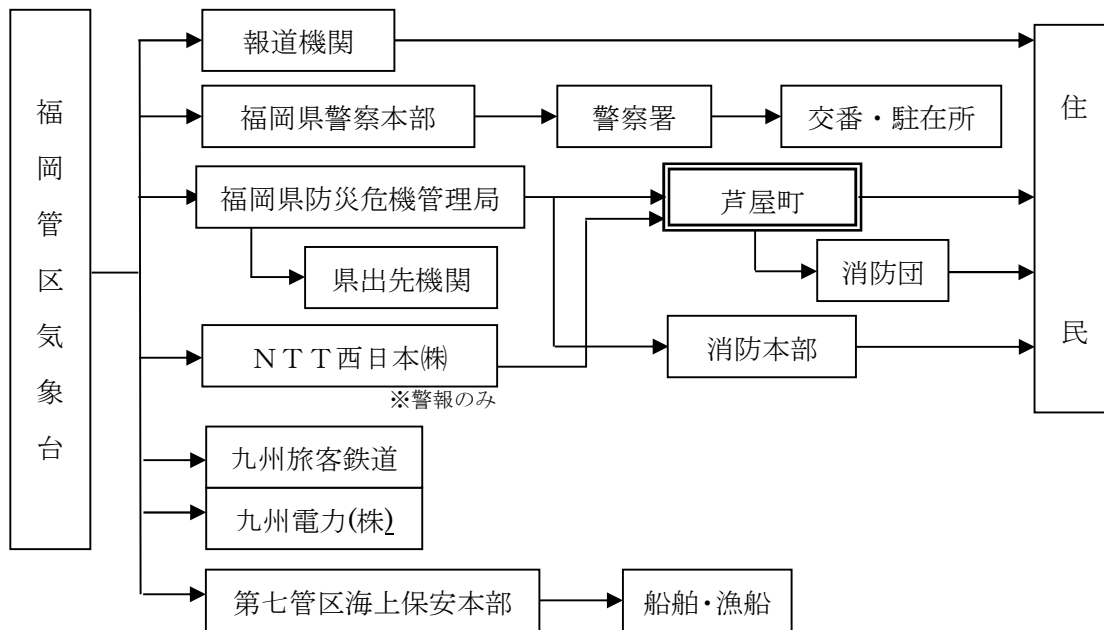 福岡管区気象台
報道機関
福岡県警察本部
警察署
交番・駐在所
福岡県防災危機管理局
芦屋町
県出先機関
消防団
ＮＴＴ西日本㈱
※警報のみ
消防本部
九州旅客鉄道
九州電力(株)
第七管区海上保安本部
船舶・漁船
住民